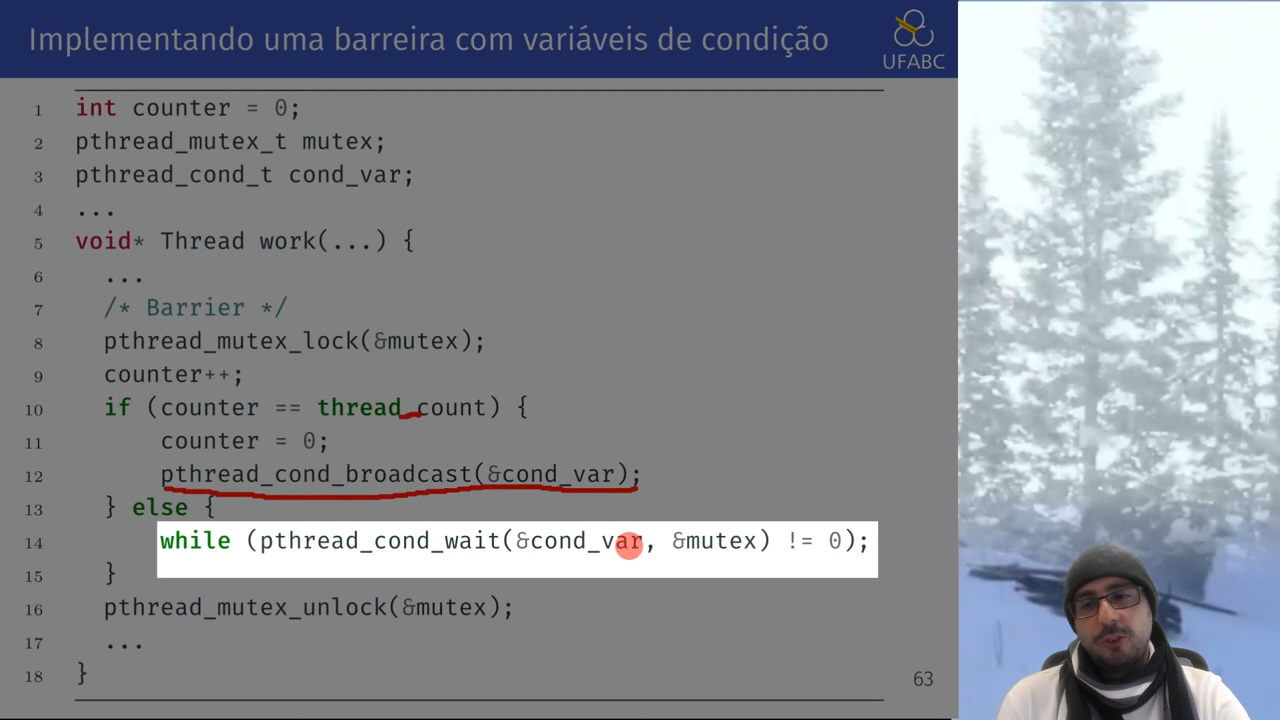 Implementando uma barreira com variáveis de condição
UFABC
1 int counter = 0;
2 pthread_mutex_t mutex;
3 pthread_cond_t cond_var;
4 ...
5 void* Thread work(...) {
6 ...
7 /* Barrier */
8 pthread_mutex_lock(&mutex);
9 counter++;
10 if (counter == thread_count) {
11 counter = 0;
12 pthread_cond_broadcast(&cond_var);
13 } else {
14 while (pthread_cond_wait(&cond_var, &mutex) != 0);
15 }
16 pthread_mutex_unlock(&mutex);
17 ...
18 }
63